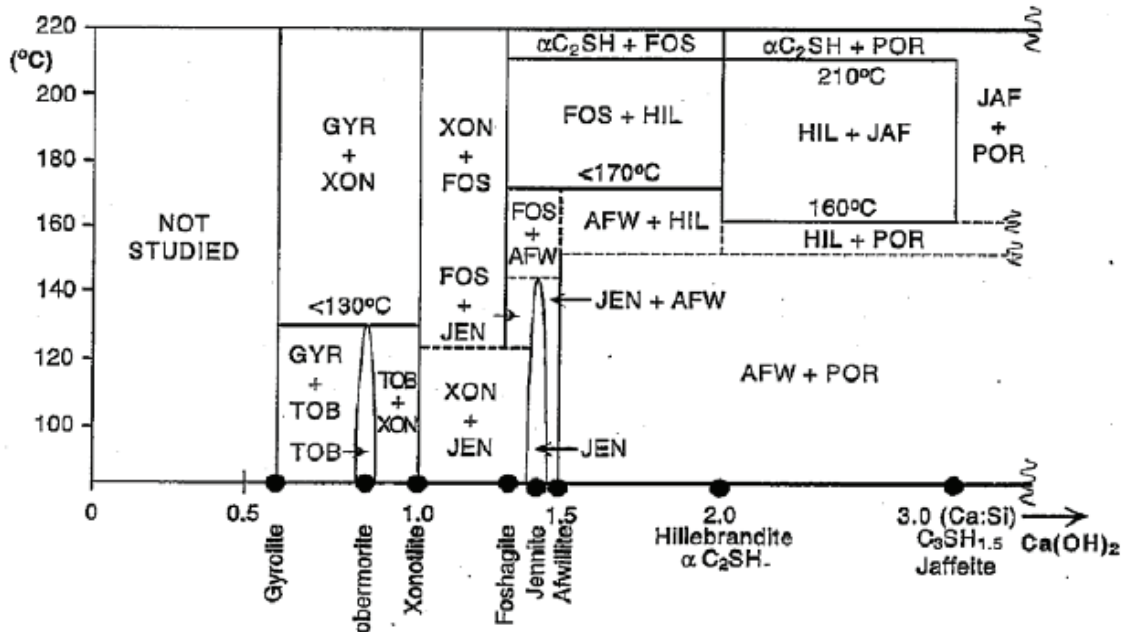 220
(°C)
200
180
160
140
120
100
NOT
STUDIED
GYR
+
XON
<130°C
GYR
+
TOB
TOB
TOB
+
XON
XON
+
FOS
FOS
+
JEN
XON
+
JEN
αC₂SH + FOS
αC₂SH + POR
210°C
FOS + HIL
HIL + JAF
JAF
+
POR
<170°C
160°C
FOS
+
AFW
AFW + HIL
HIL + POR
JEN + AFW
AFW + POR
JEN
0
0.5
1.0
1.5
2.0
3.0 (Ca:Si)
Gyrolite
obermorite
Xonotlite
Foshagite
Jennite
Afwillite
Hillebrandite
α C₂SH
C₃SH₁.₅
Jaffeite
Ca(OH)₂